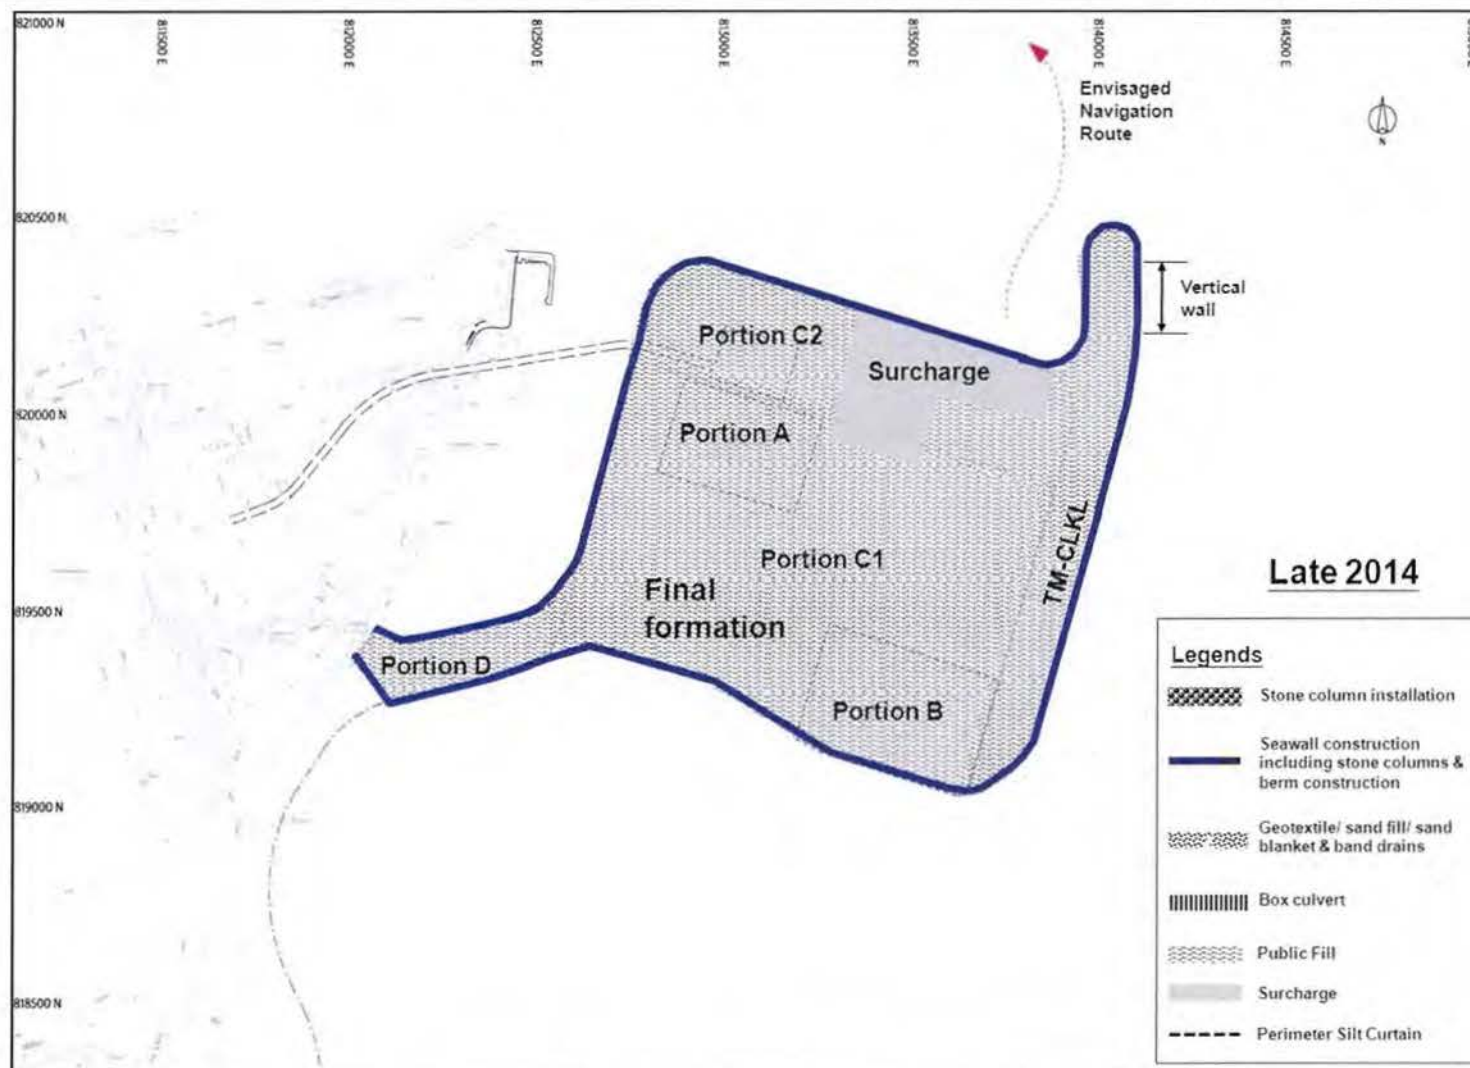 821000 N
811500 E
812000 E
812500 E
813000 E
813500 E
814000 E
814500 E
Envisaged
Navigation
Route
N
820500 N
Vertical
wall
Portion C2
Surcharge
820000 N
Portion A
TM-CLKL
Portion C1
Late 2014
Final
formation
819500 N
Portion D
Portion B
819000 N
818500 N
Legends
Stone column installation
Seawall construction
including stone columns &
berm construction
Geotextile/ sand fill/ sand
blanket & band drains
Box culvert
Public Fill
Surcharge
Perimeter Silt Curtain